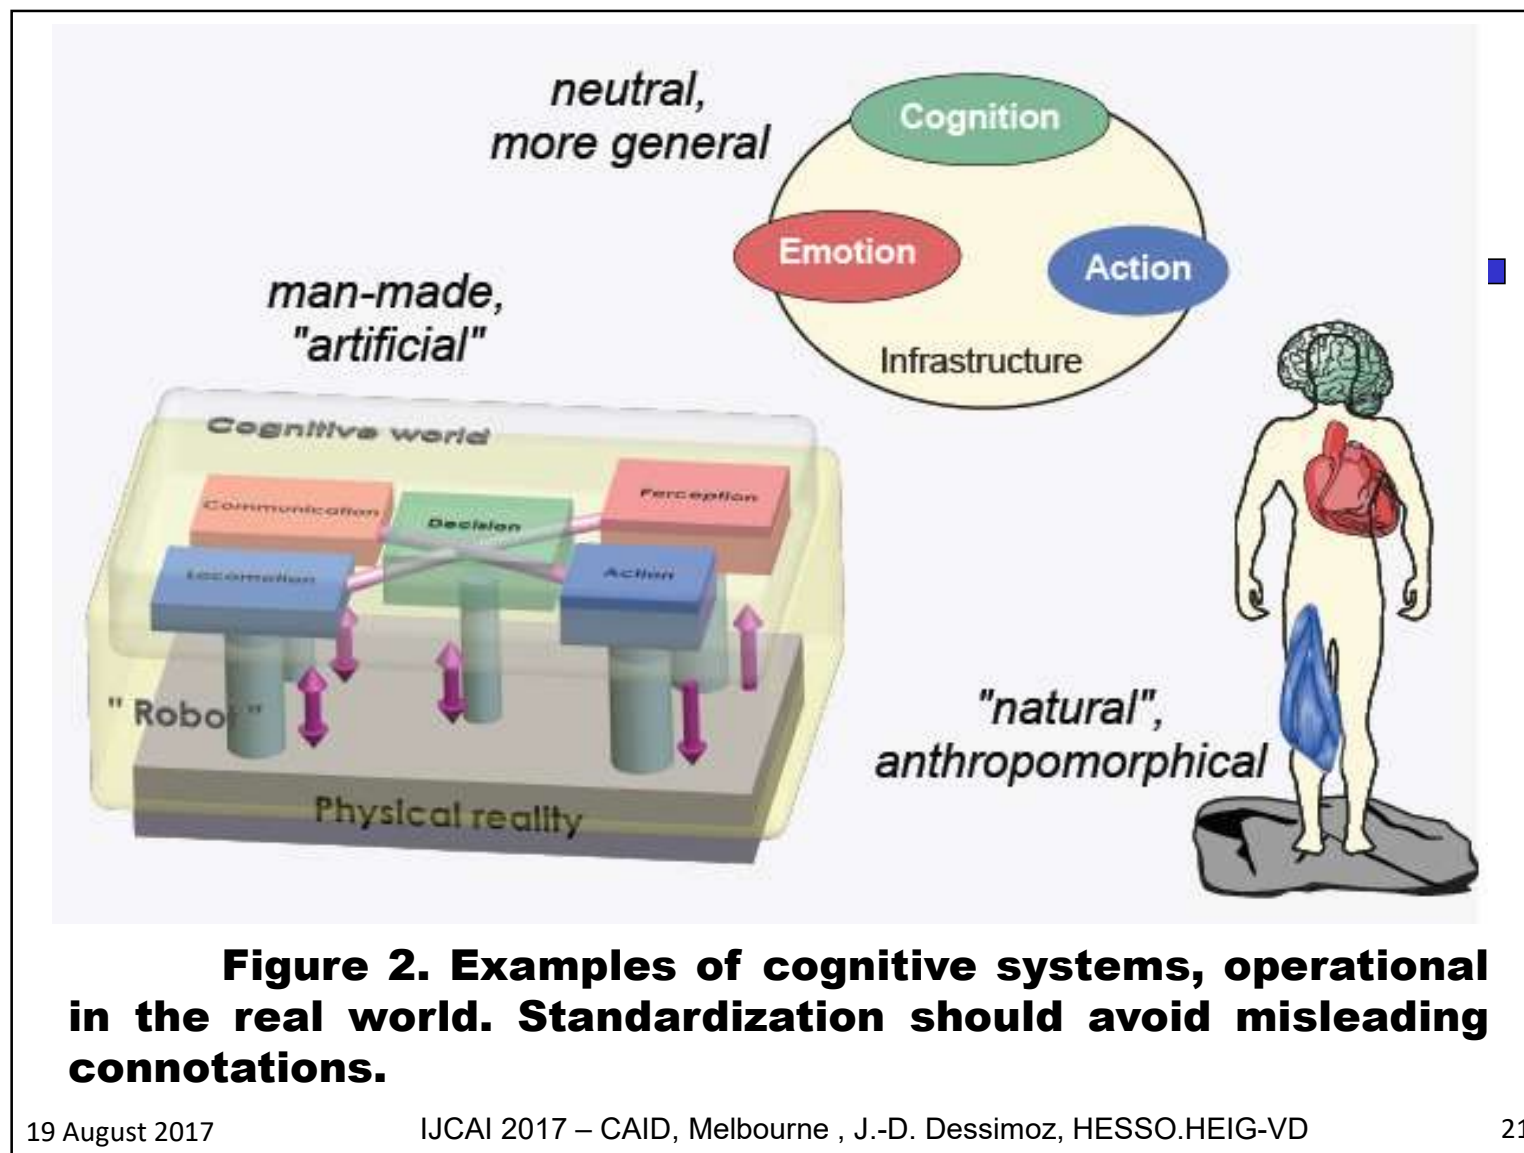 neutral,
more general
Cognition
Emotion
Action
Infrastructure
man-made,
"artificial"
Cognitive world
Communication
Decision
Perception
Locomotion
Action
" Robot "
Physical reality
"natural",
anthropomorphical
Figure 2. Examples of cognitive systems, operational
in the real world. Standardization should avoid misleading
connotations.
19 August 2017
IJCAI 2017 – CAID, Melbourne , J.-D. Dessimoz, HESSO.HEIG-VD
21